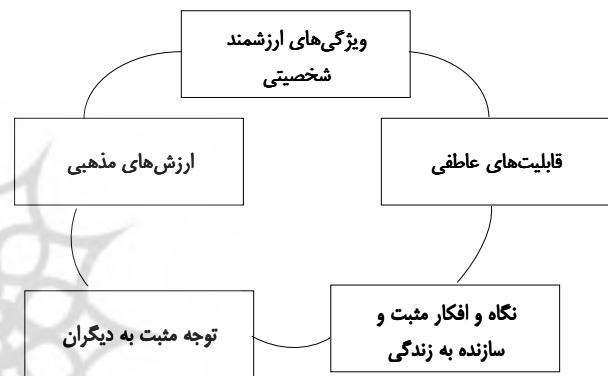 ویژگی‌های ارزشمند
شخصیتی
قابلیت‌های عاطفی
ارزش‌های مذهبی
نگاه و افکار مثبت و
سازنده به زندگی
توجه مثبت به دیگران